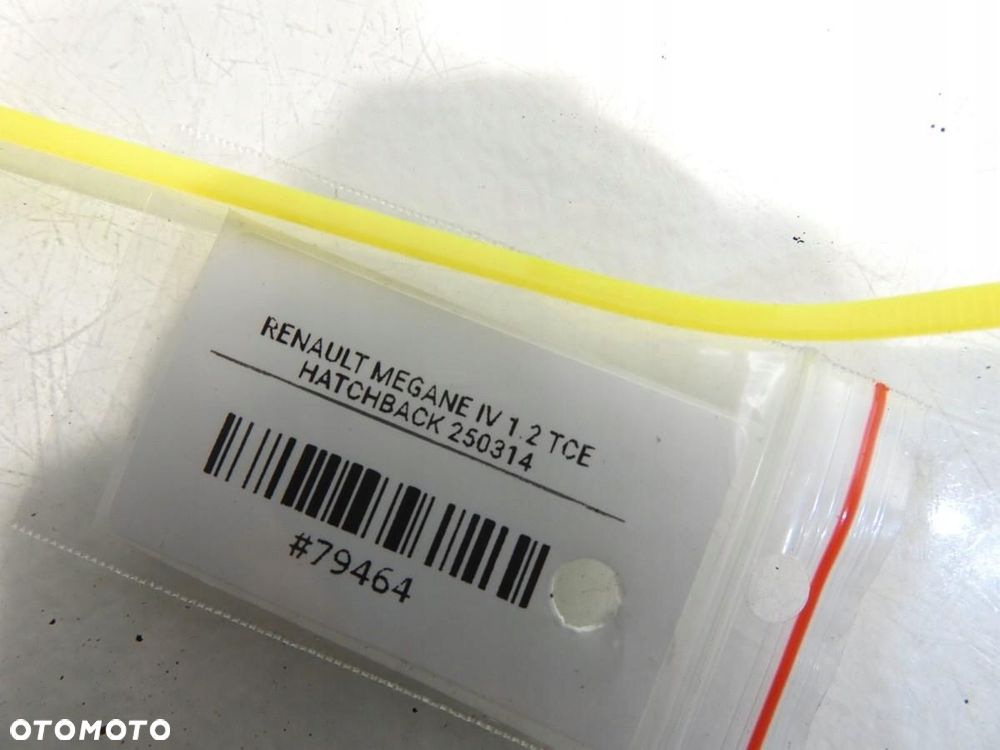 RENAULT MEGANE IV 1.2 TCE
HATCHBACK 250314
#79464
OTOMOTO